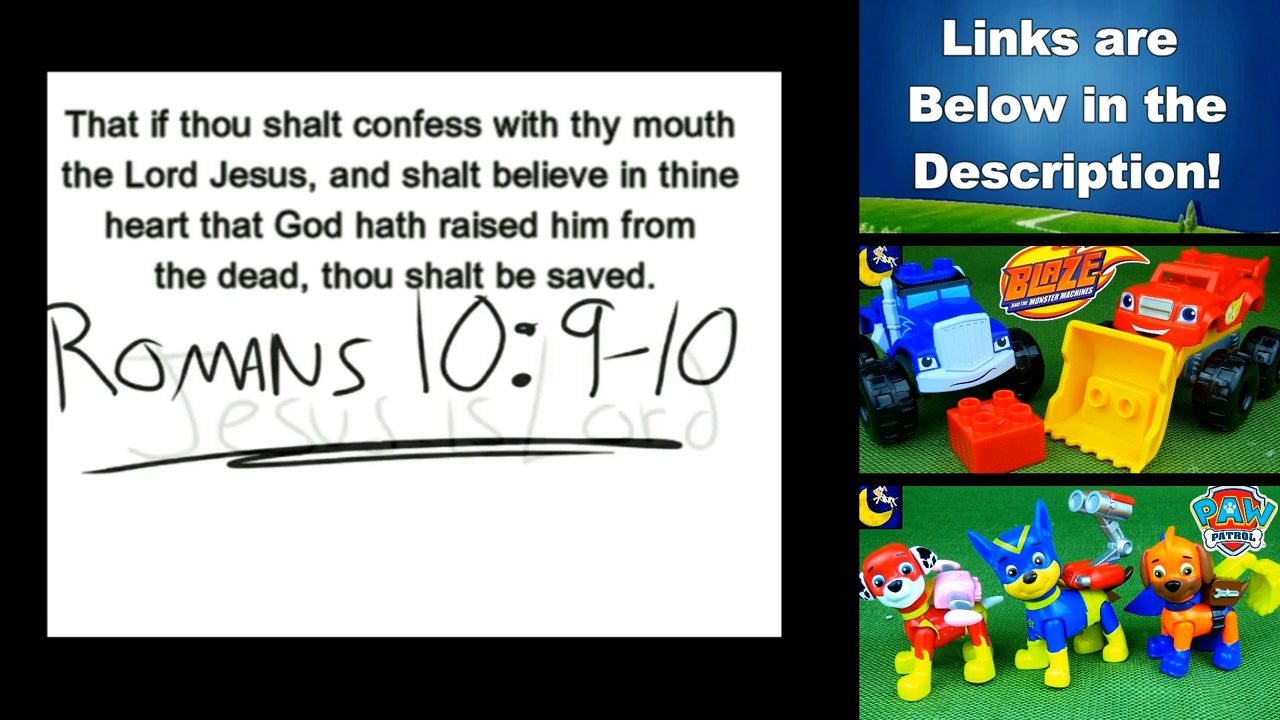 That if thou shalt confess with thy mouth
the Lord Jesus, and shalt believe in thine
heart that God hath raised him from
the dead, thou shalt be saved.
ROMANS 10:9-10
Jesus is Lord
Links are
Below in the
Description!
BLAZE
AND THE MONSTER MACHINES
PAW
PATROL